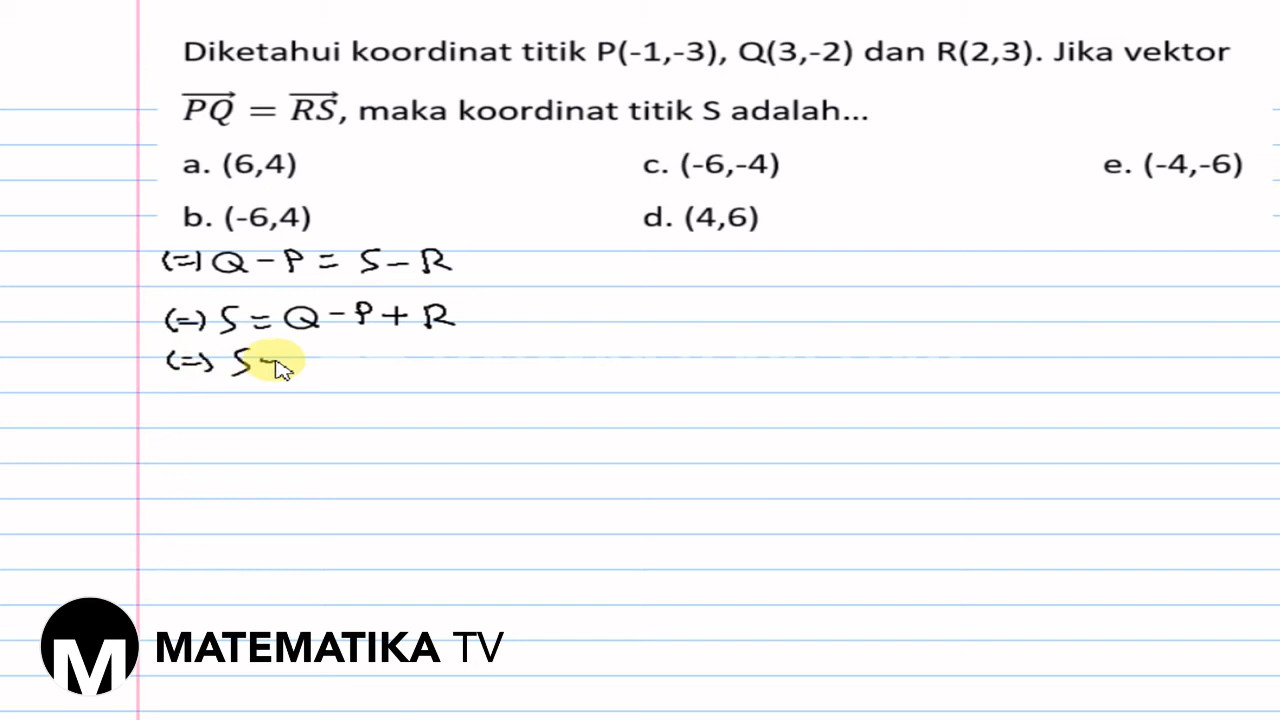 Diketahui koordinat titik P(-1,-3), Q(3,-2) dan R(2,3). Jika vektor
PQ = RS, maka koordinat titik S adalah...
a. (6,4) c. (-6,-4) e. (-4,-6)
b. (-6,4) d. (4,6)
(=) Q - P = S - R
(=) S = Q - P + R
(=) S -
M MATEMATIKA TV